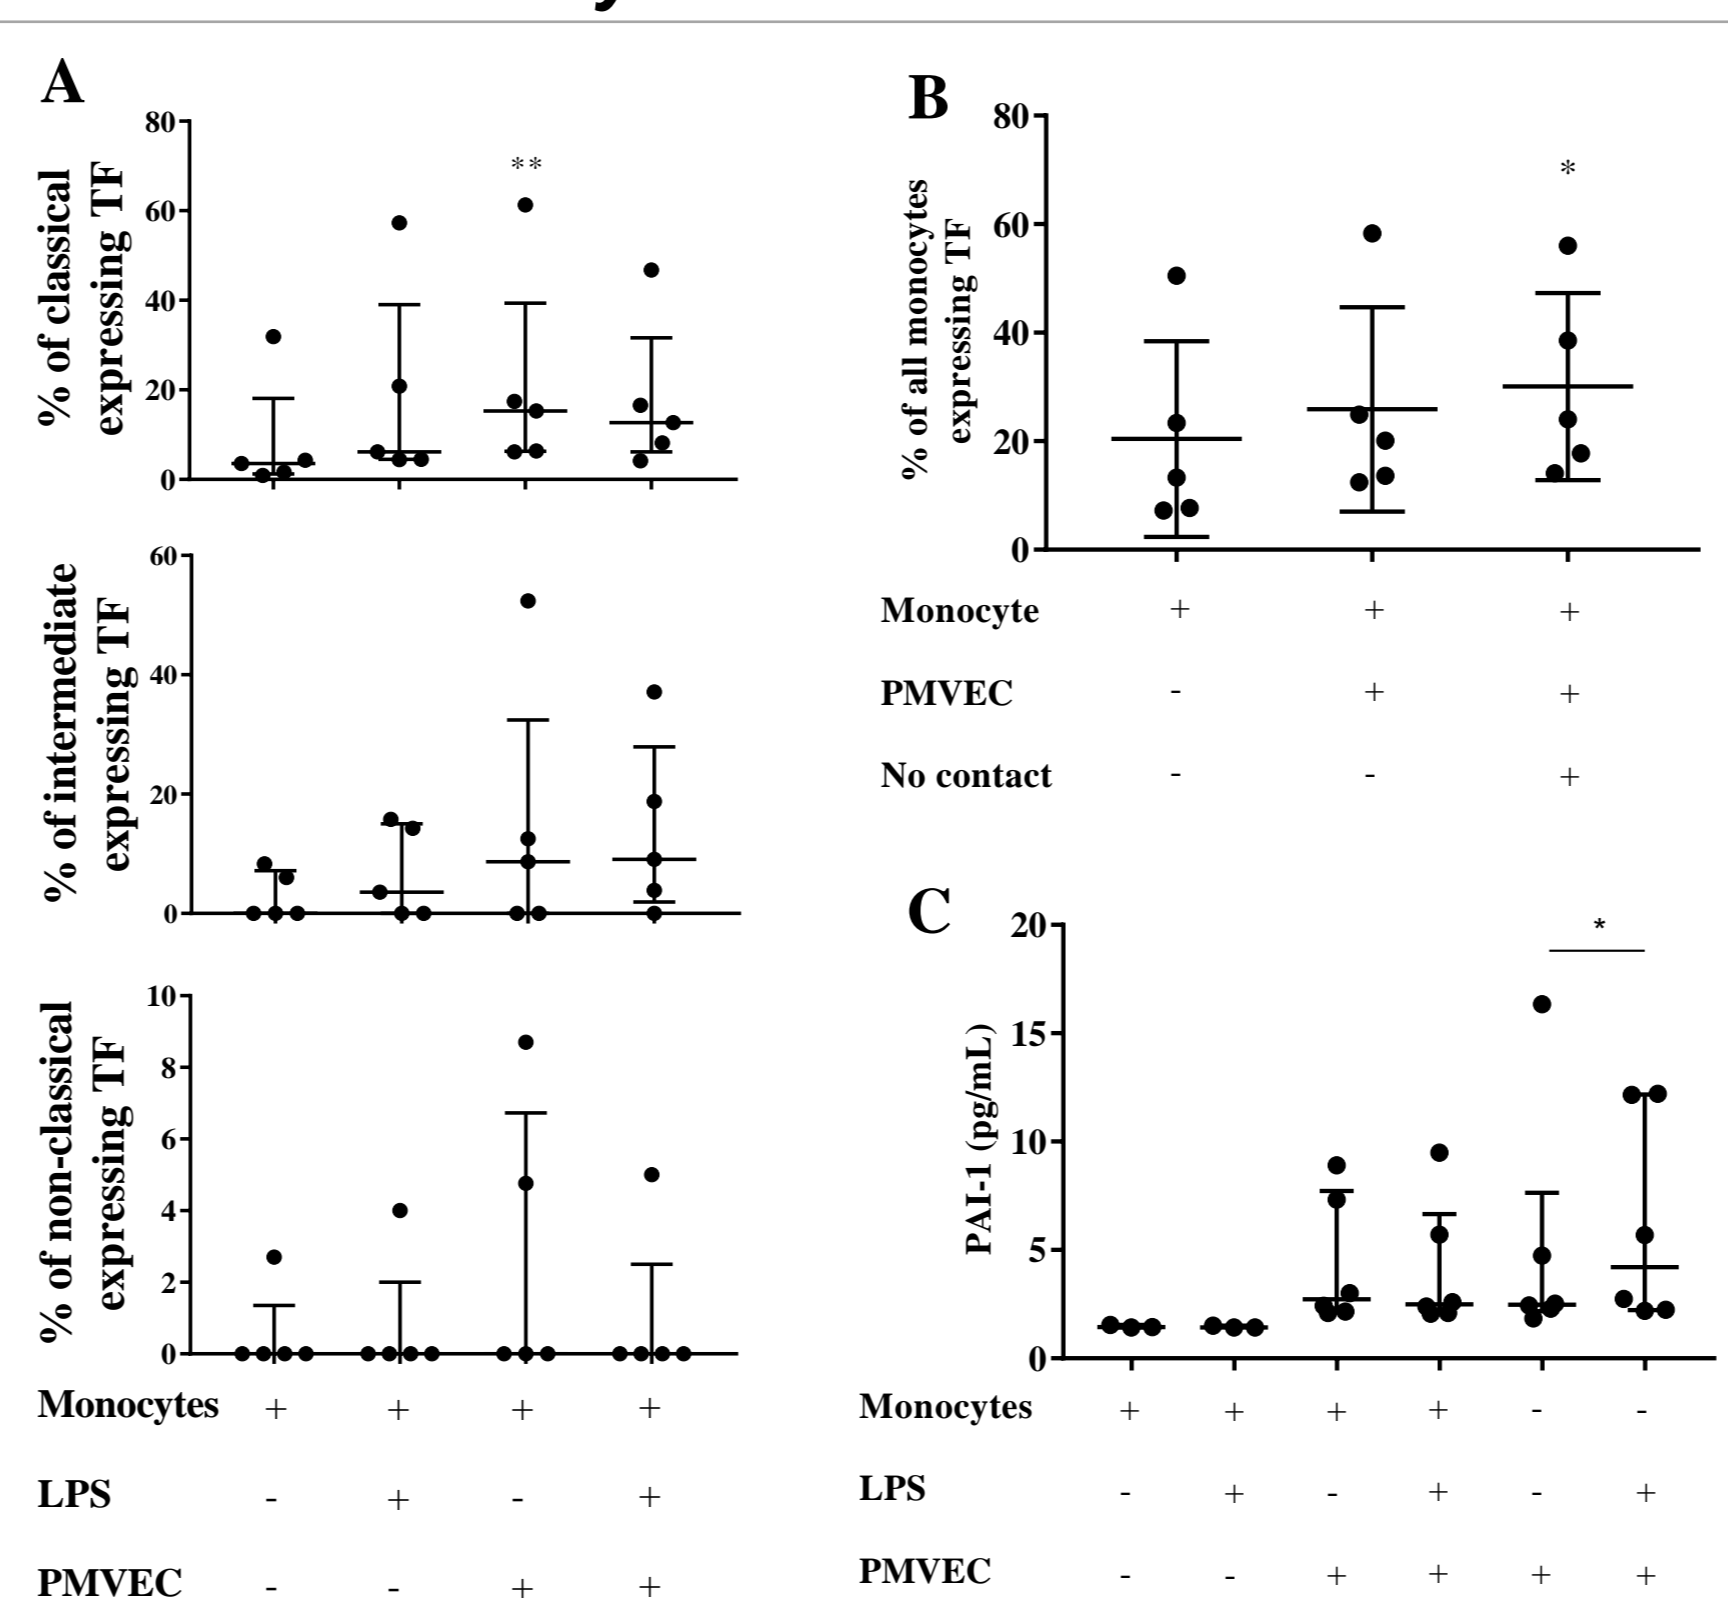 A
80
60
40
20
0
% of classical
expressing TF
**
60
40
20
0
% of intermediate
expressing TF
10
8
6
4
2
0
% of non-classical
expressing TF
Monocytes + + + +
LPS - + - +
PMVEC - - + +
B
80
60
40
20
0
% of all monocytes
expressing TF
*
Monocyte + + +
PMVEC - + +
No contact - - +
C
20
15
10
5
0
PAI-1 (pg/mL)
*
Monocytes + + + + - -
LPS - + - + - +
PMVEC - - + + + +